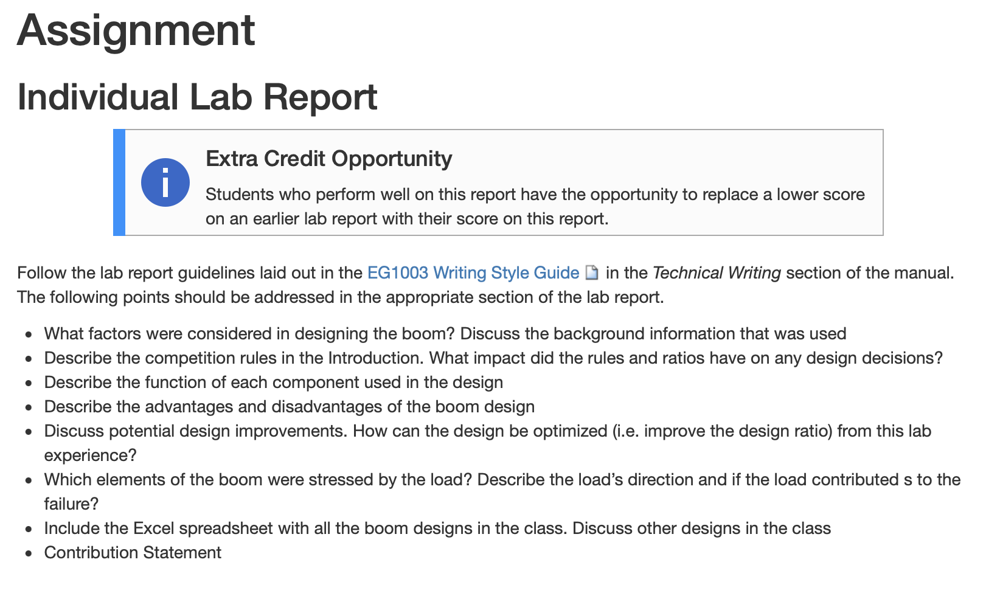 Assignment
Individual Lab Report
Extra Credit Opportunity
Students who perform well on this report have the opportunity to replace a lower score
on an earlier lab report with their score on this report.
Follow the lab report guidelines laid out in the EG1003 Writing Style Guide in the Technical Writing section of the manual.
The following points should be addressed in the appropriate section of the lab report.
• What factors were considered in designing the boom? Discuss the background information that was used
• Describe the competition rules in the Introduction. What impact did the rules and ratios have on any design decisions?
• Describe the function of each component used in the design
• Describe the advantages and disadvantages of the boom design
• Discuss potential design improvements. How can the design be optimized (i.e. improve the design ratio) from this lab
experience?
• Which elements of the boom were stressed by the load? Describe the load’s direction and if the load contributed s to the
failure?
• Include the Excel spreadsheet with all the boom designs in the class. Discuss other designs in the class
• Contribution Statement